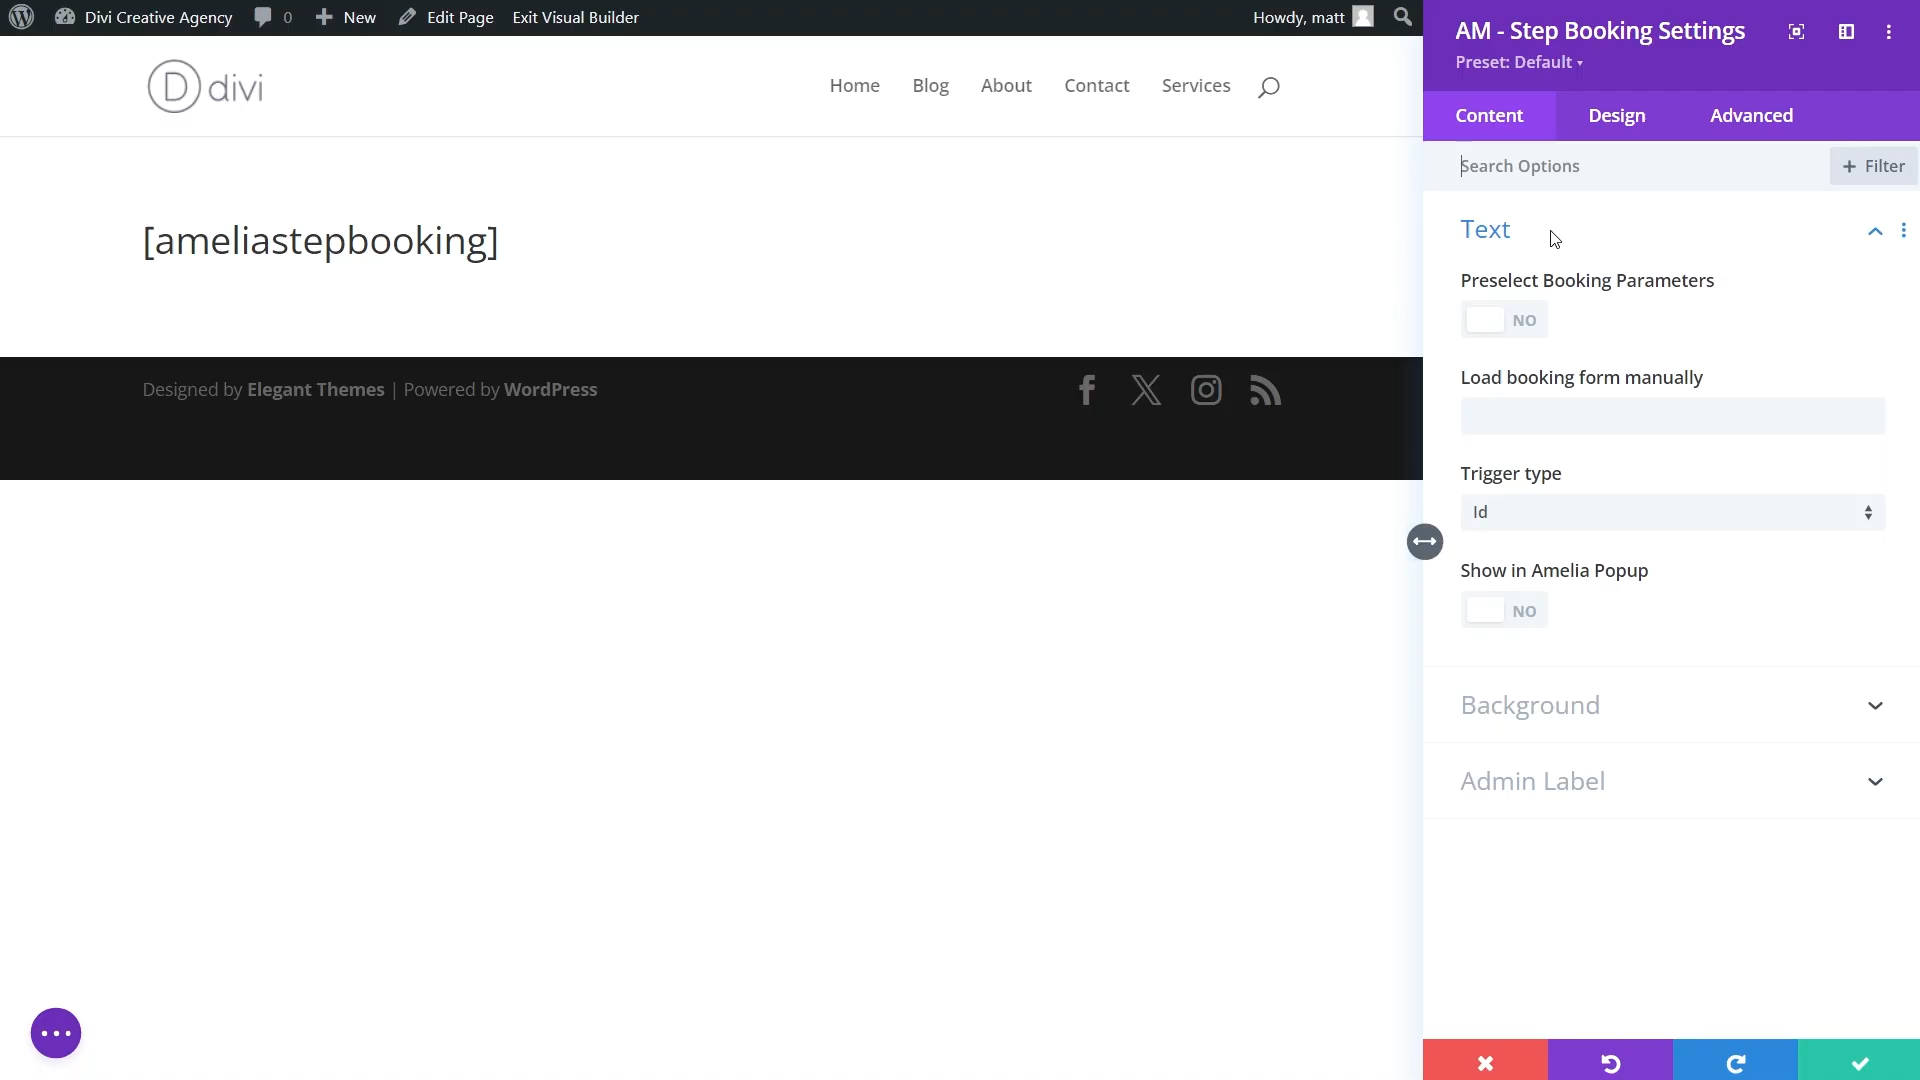 Divi Creative Agency 0 New Edit Page Exit Visual Builder Howdy, matt
AM - Step Booking Settings
Preset: Default
Content Design Advanced
Search Options Filter
D divi
Home Blog About Contact Services
[ameliastepbooking]
Designed by Elegant Themes | Powered by WordPress
Text
Preselect Booking Parameters
NO
Load booking form manually
Trigger type
Id
Show in Amelia Popup
NO
Background
Admin Label